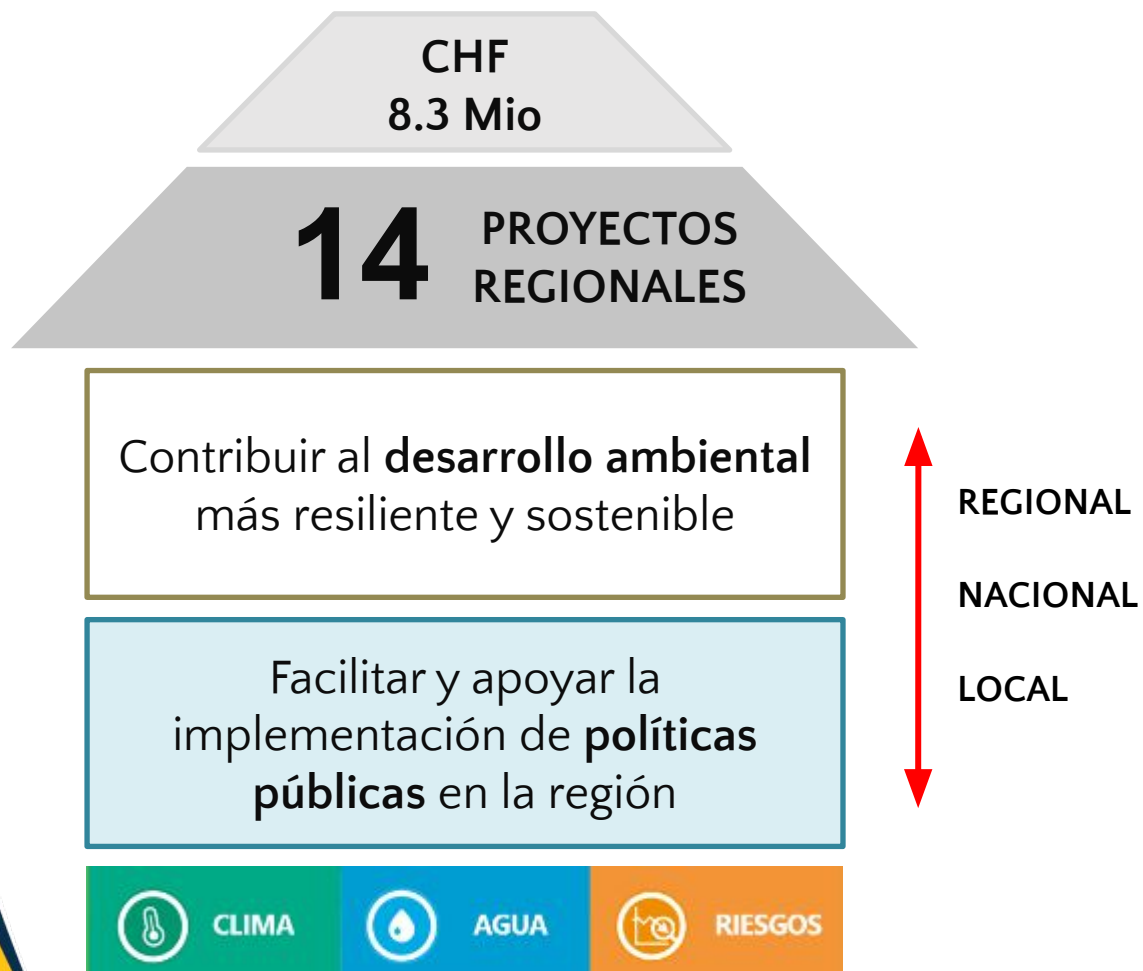 CHF
8.3 Mio
14 PROYECTOS
REGIONALES
Contribuir al desarrollo ambiental
más resiliente y sostenible
Facilitar y apoyar la
implementación de políticas
públicas en la región
REGIONAL
NACIONAL
LOCAL
CLIMA
AGUA
RIESGOS